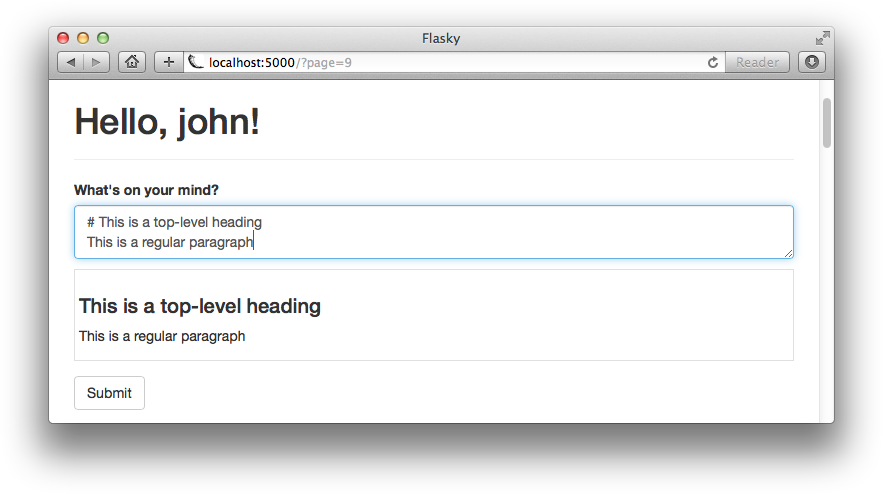 Flasky
localhost:5000/?page=9
Reader
Hello, john!
What's on your mind?
# This is a top-level heading
This is a regular paragraph
This is a top-level heading
This is a regular paragraph
Submit